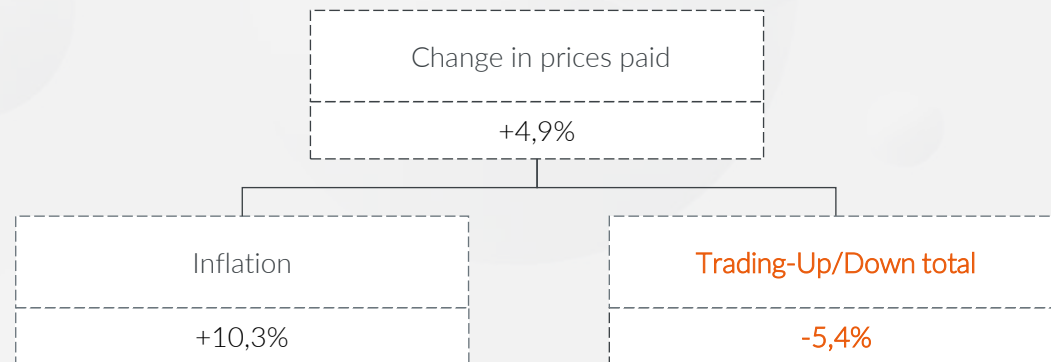 Change in prices paid
+4,9%
Inflation
Trading-Up/Down total
+10,3%
-5,4%